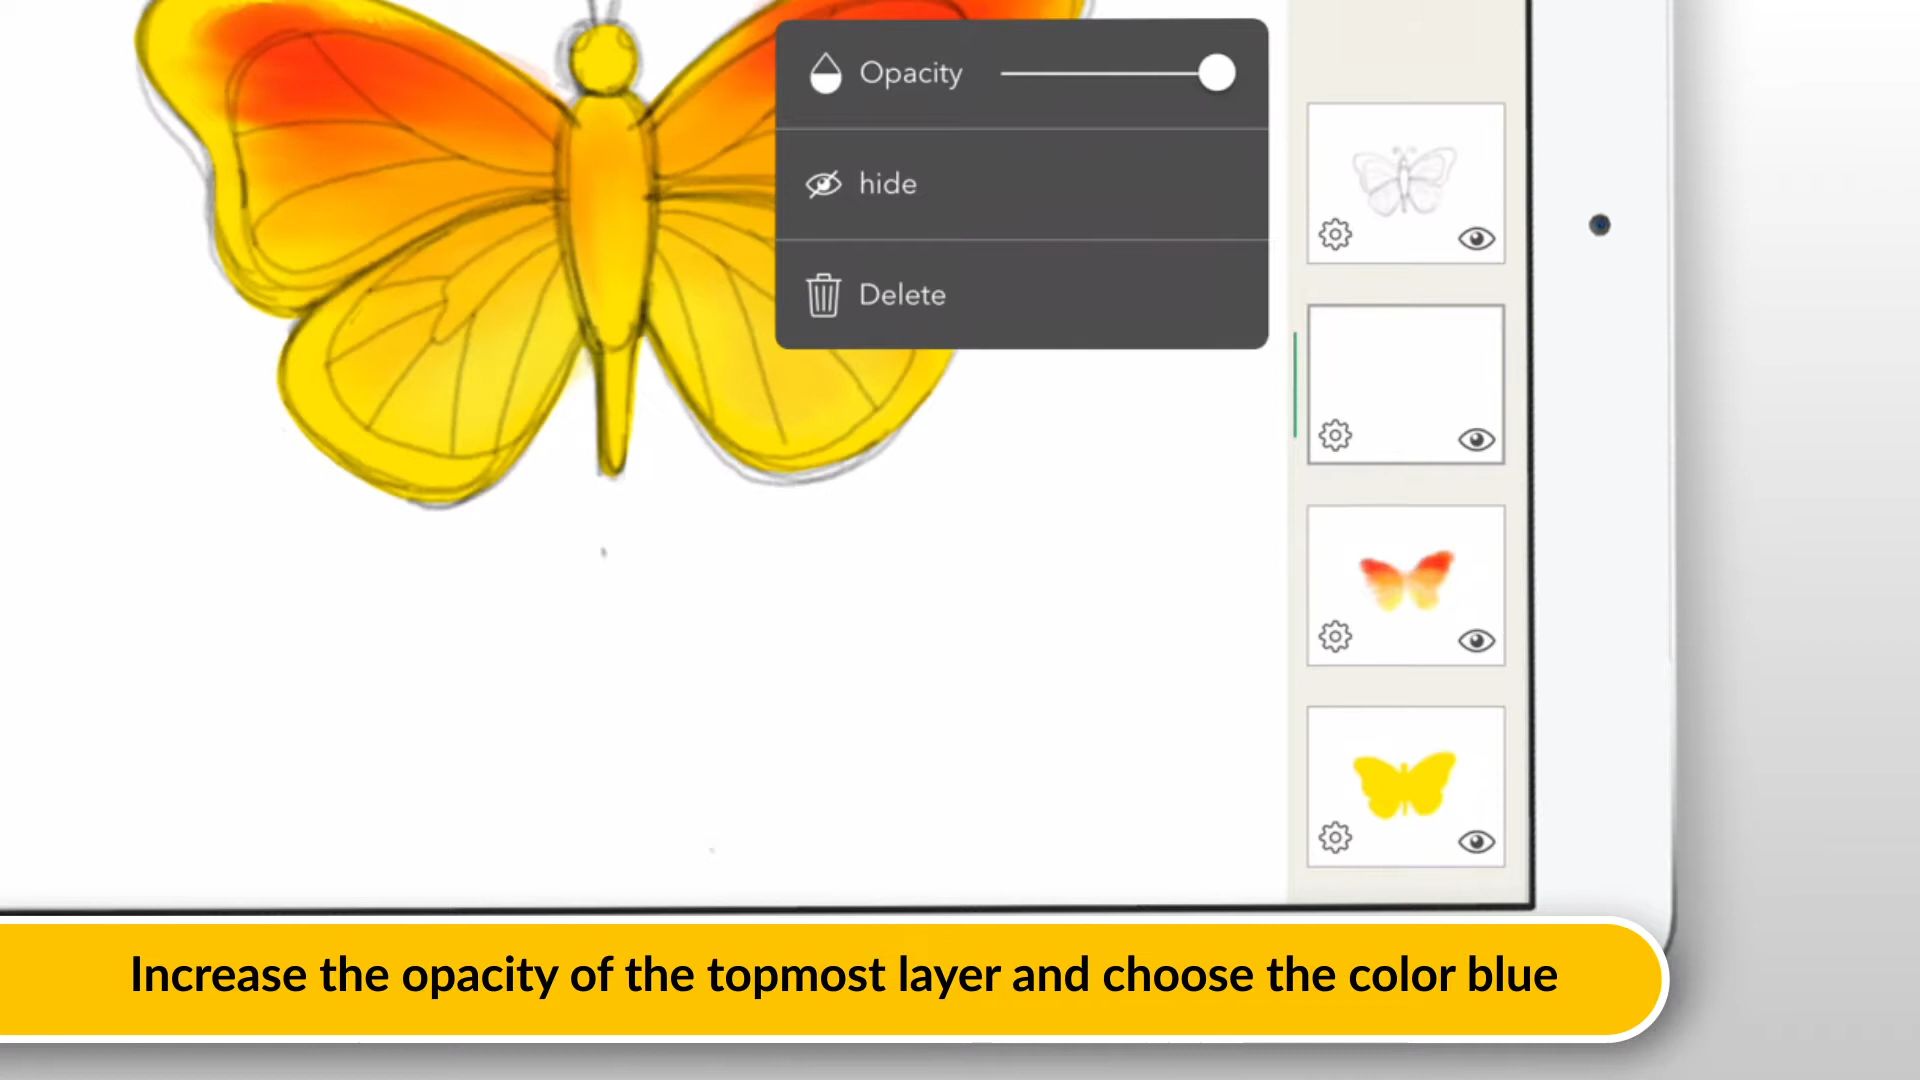 Opacity
hide
Delete
Increase the opacity of the topmost layer and choose the color blue